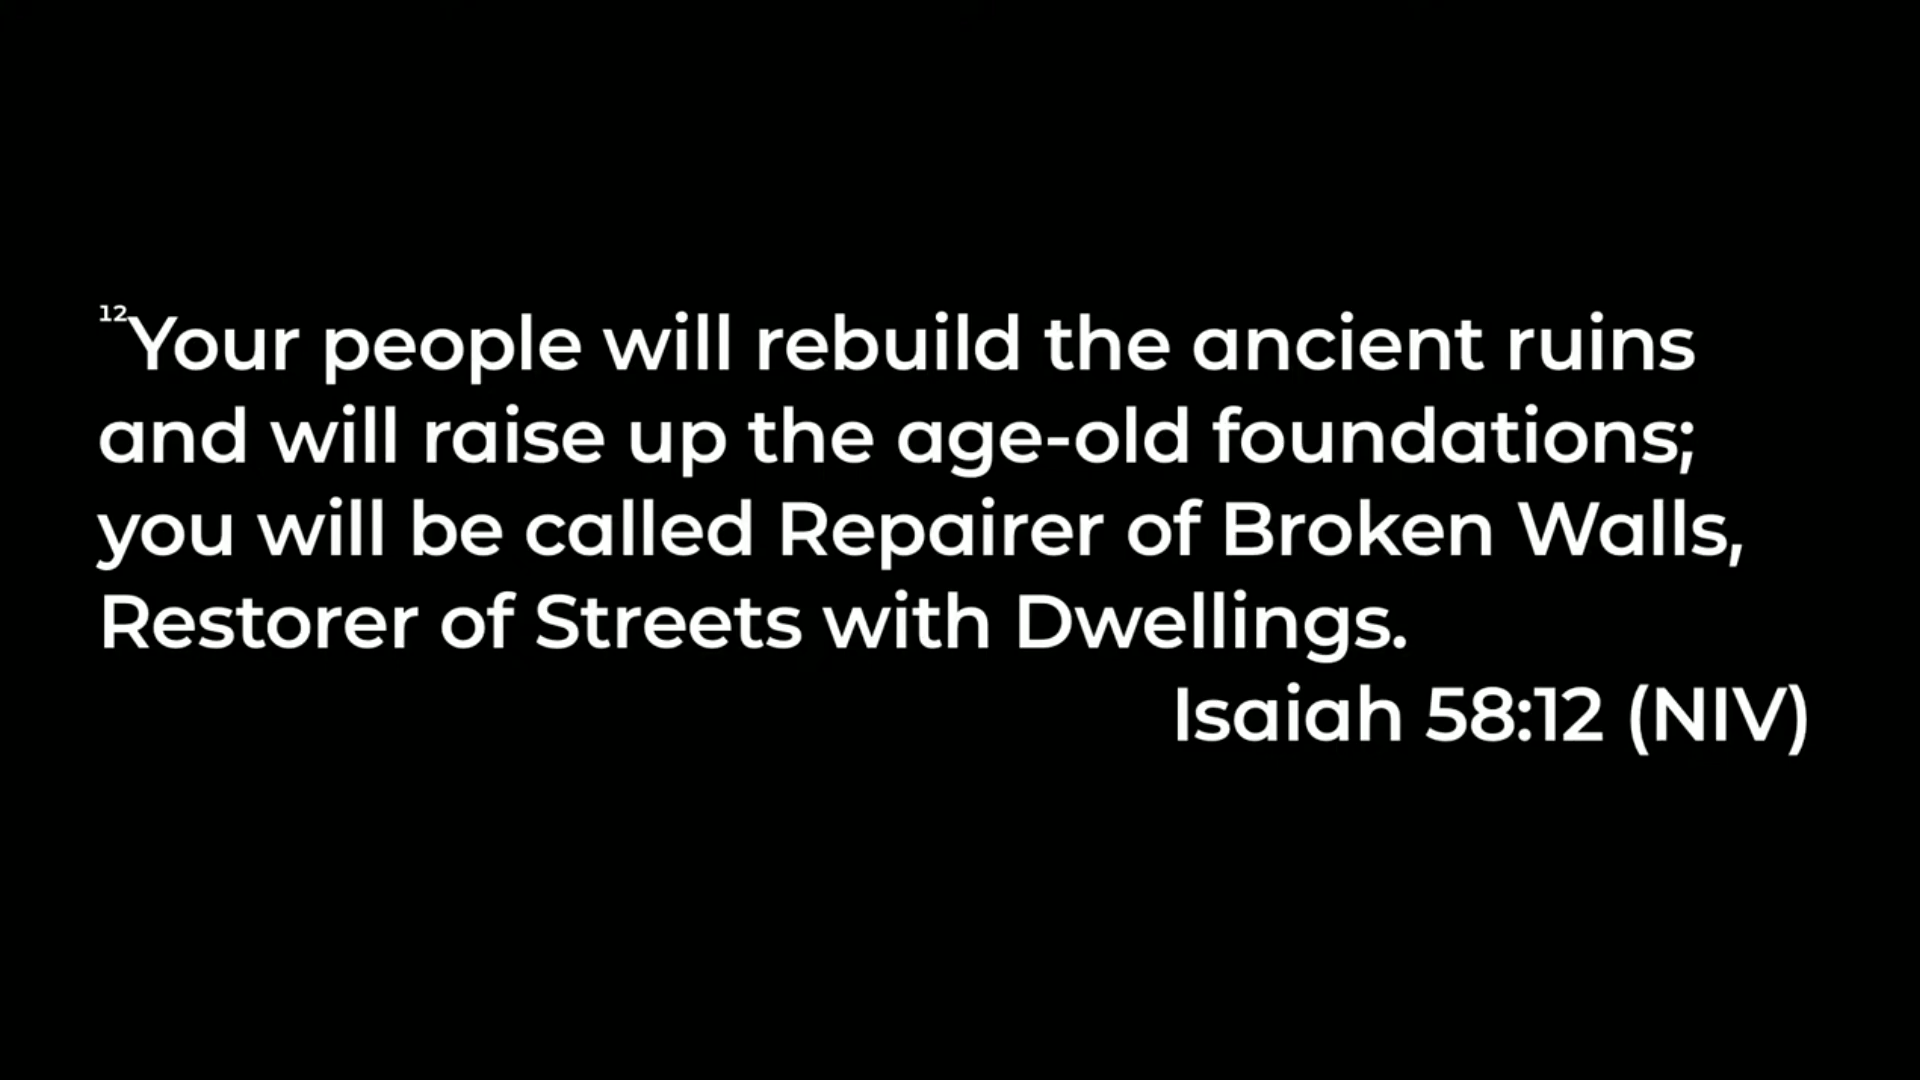 12Your people will rebuild the ancient ruins
and will raise up the age-old foundations;
you will be called Repairer of Broken Walls,
Restorer of Streets with Dwellings.
Isaiah 58:12 (NIV)